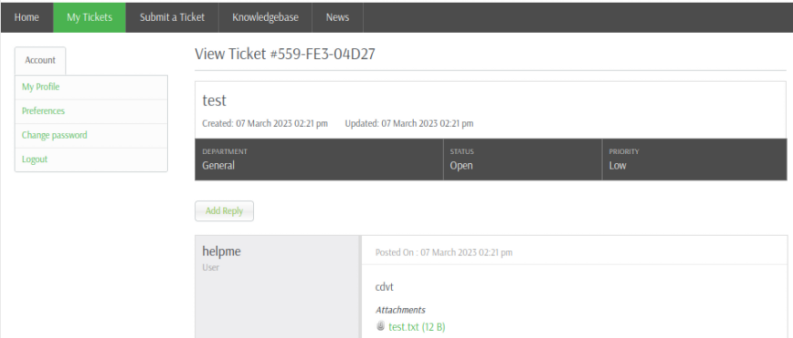 Home My Tickets Submit a Ticket Knowledgebase News
Account
My Profile
Preferences
Change password
Logout
View Ticket #559-FE3-04D27
test
Created: 07 March 2023 02:21 pm Updated: 07 March 2023 02:21 pm
DEPARTMENT STATUS PRIORITY
General Open Low
Add Reply
helpme
User
Posted On : 07 March 2023 02:21 pm
cdvt
Attachments
test.txt (12 B)